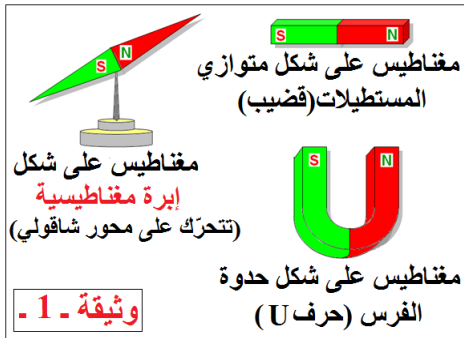 S N
مغناطيس على شكل متوازي
المستطيلات(قضيب)
S N
مغناطيس على شكل
إبرة مغناطيسية
(تتحرّك على محور شاقولي)
S N
مغناطيس على شكل حدوة
الفرس (حرف U)
وثيقة ـ 1 ـ